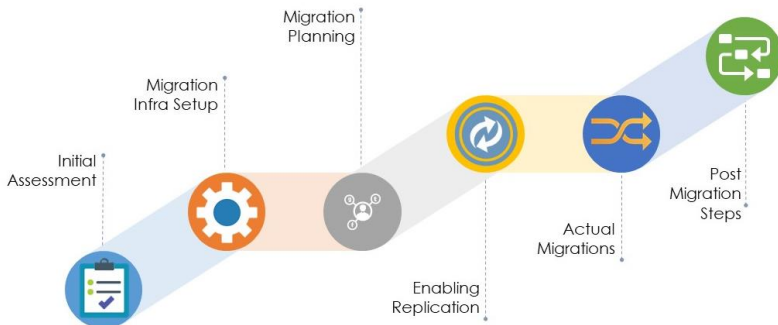 Initial
Assessment
Migration
Infra Setup
Migration
Planning
Enabling
Replication
Actual
Migrations
Post
Migration
Steps